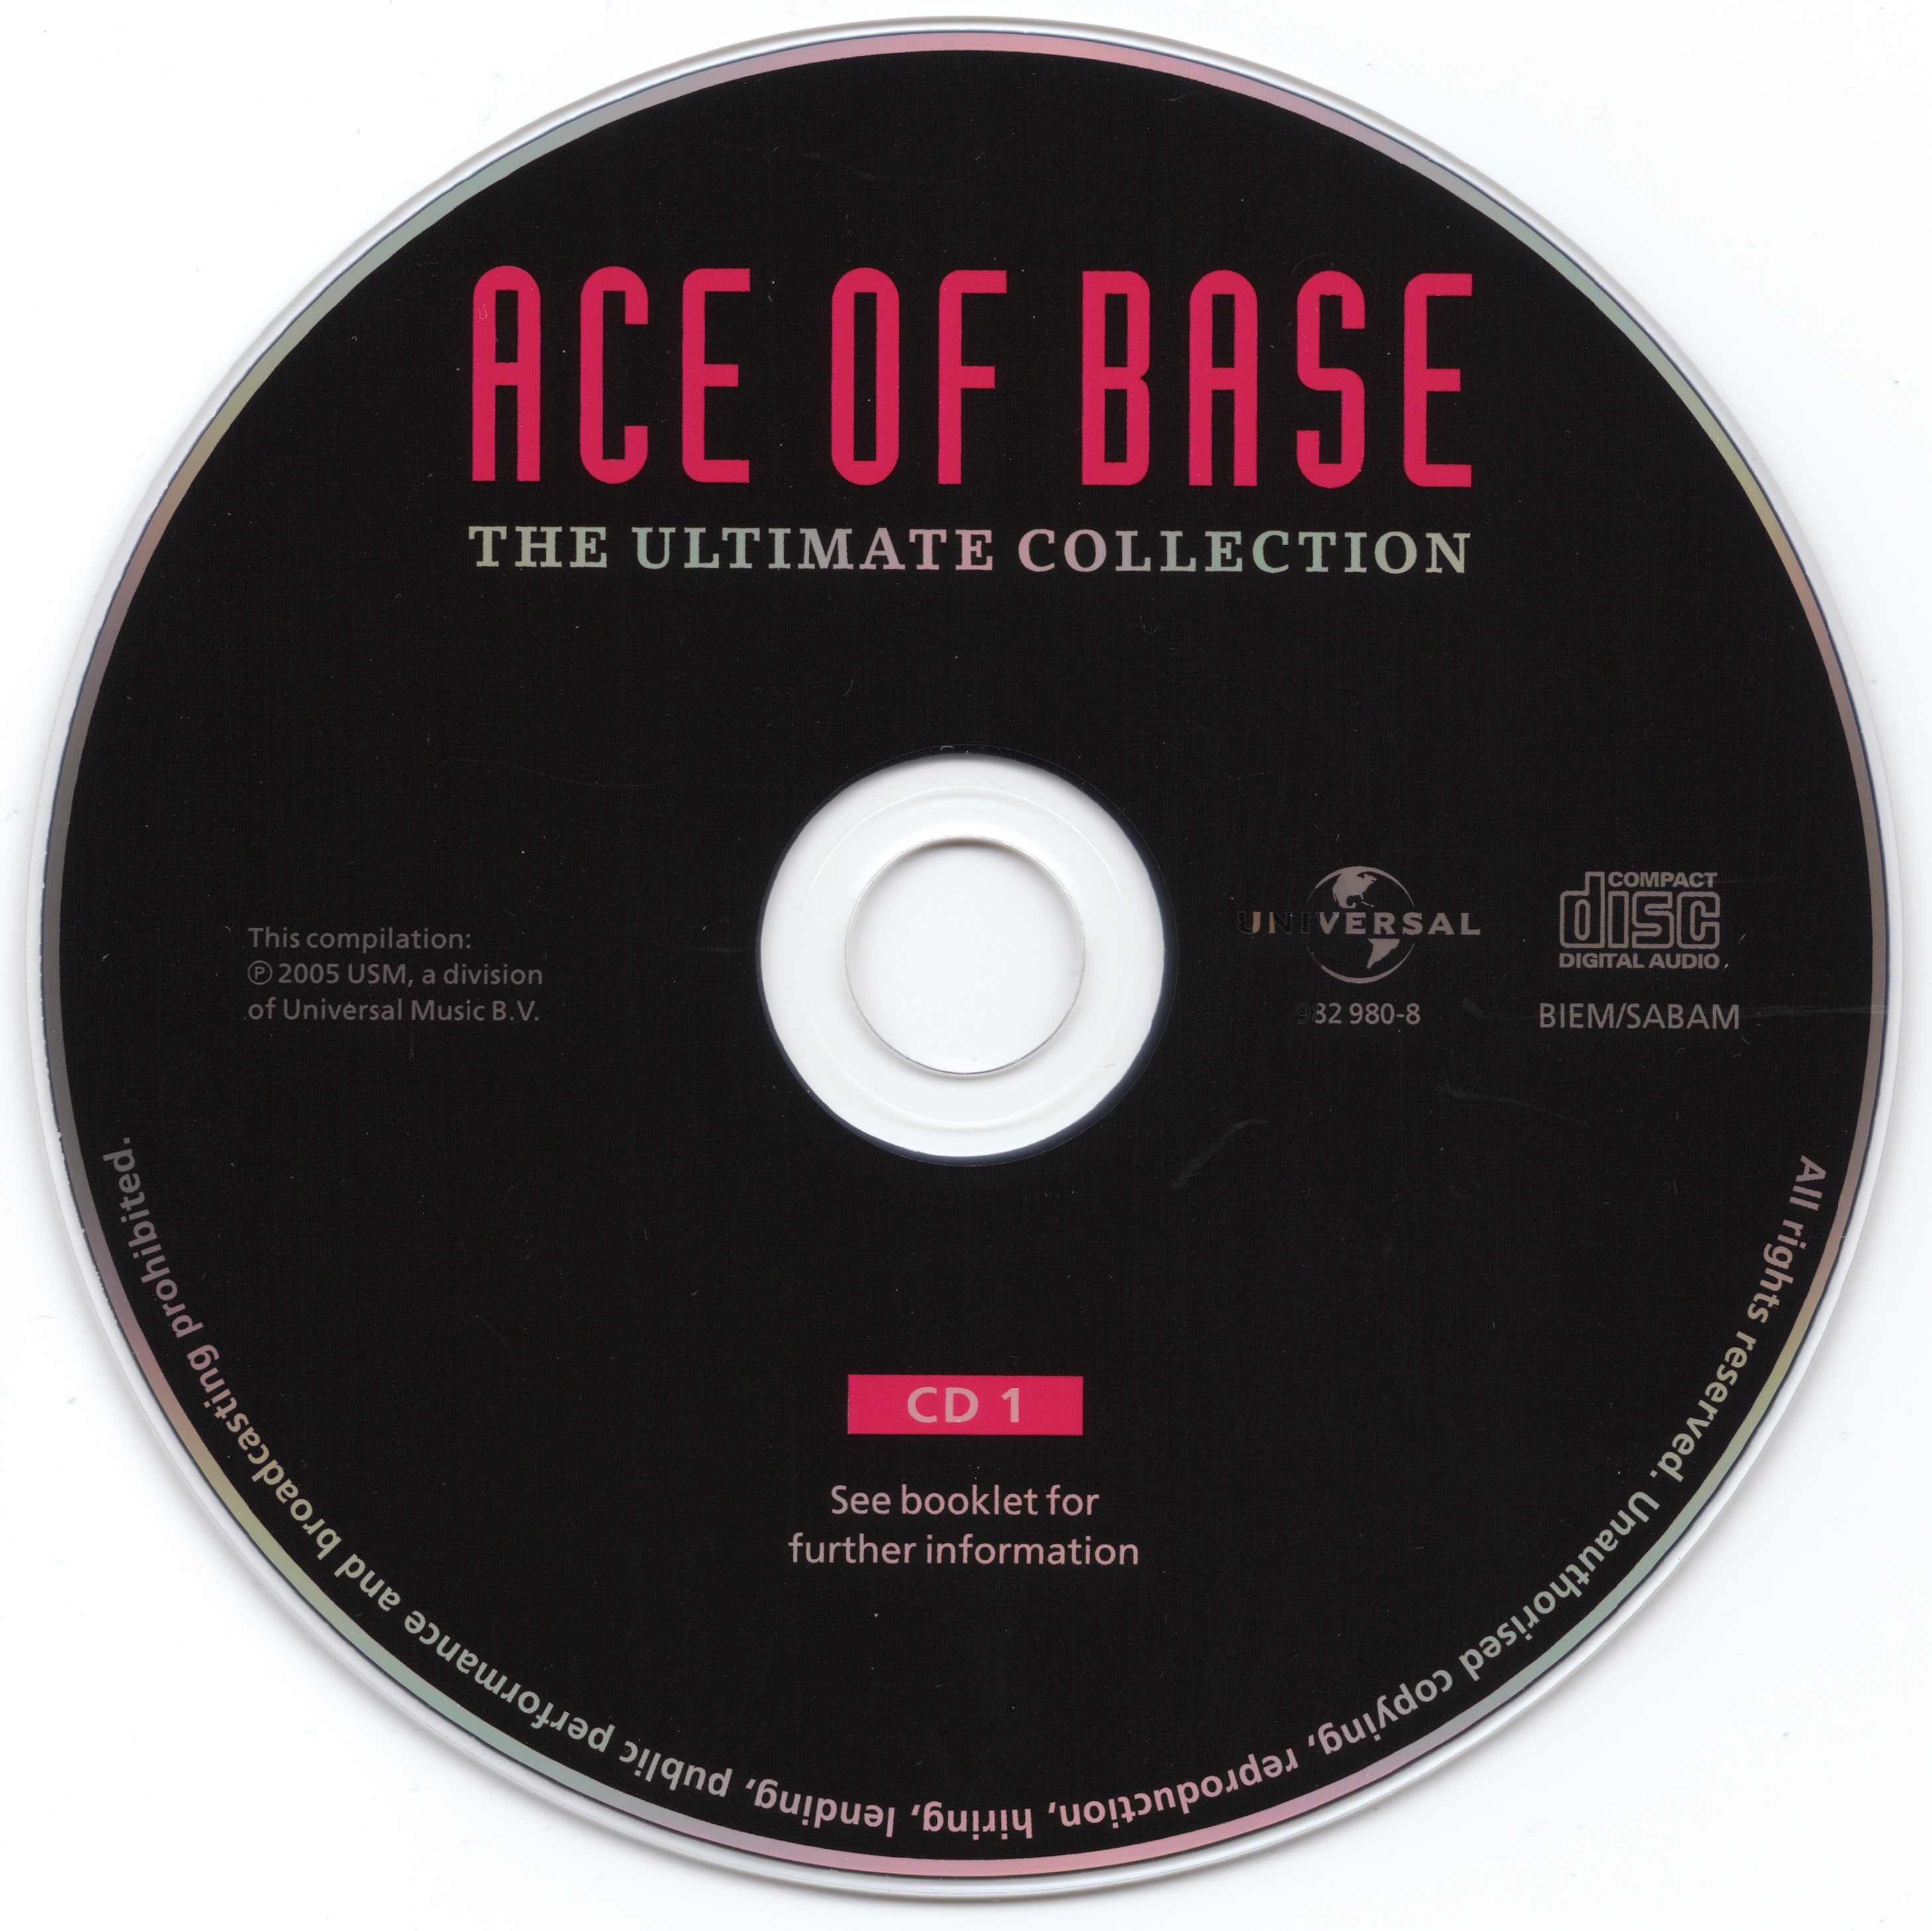 ACE OF BASE
THE ULTIMATE COLLECTION
This compilation:
℗ 2005 USM, a division
of Universal Music B.V.
UNIVERSAL
982 980-8
COMPACT
disc
DIGITAL AUDIO
BIEM/SABAM
CD 1
See booklet for
further information
All rights reserved. Unauthorised copying, reproduction, hiring, lending, public performance and broadcasting prohibited.